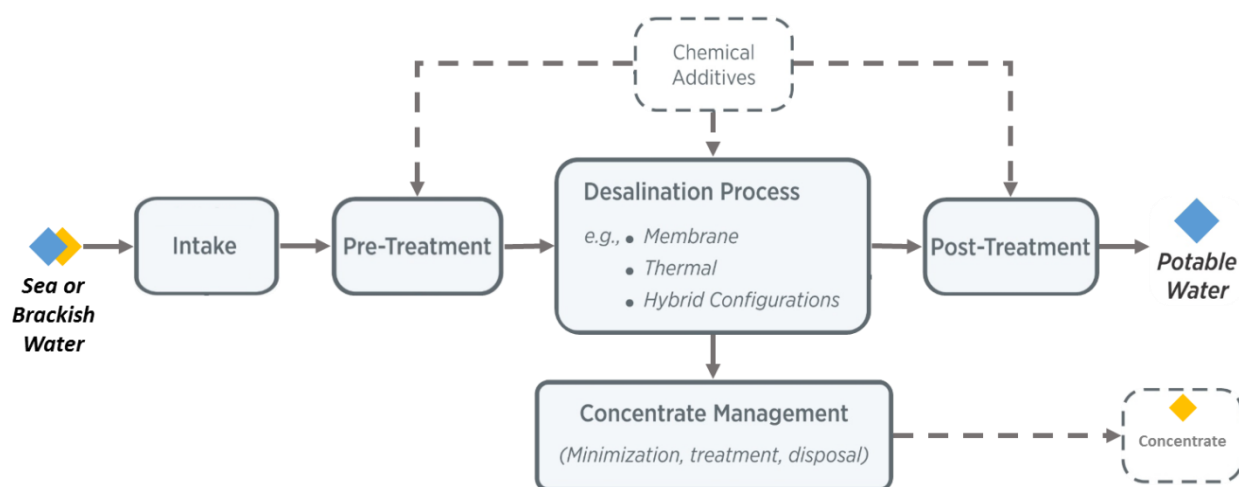 Chemical
Additives
Desalination Process
e.g., • Membrane
• Thermal
• Hybrid Configurations
Intake
Pre-Treatment
Post-Treatment
Sea or
Brackish
Water
Potable
Water
Concentrate Management
(Minimization, treatment, disposal)
Concentrate